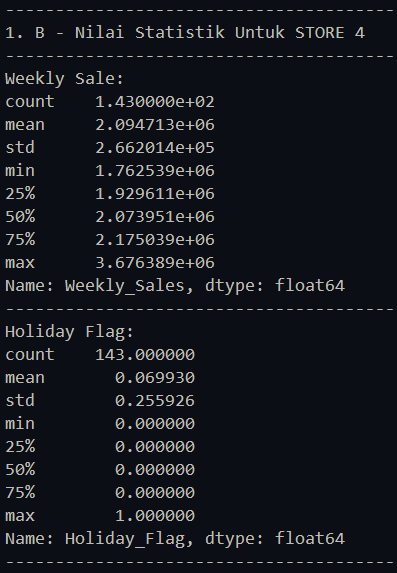 ---------------------------------------
1. B - Nilai Statistik Untuk STORE 4
---------------------------------------
Weekly Sale:
count    1.430000e+02
mean     2.094713e+06
std      2.662014e+05
min      1.762539e+06
25%      1.929611e+06
50%      2.073951e+06
75%      2.175039e+06
max      3.676389e+06
Name: Weekly_Sales, dtype: float64
---------------------------------------
Holiday Flag:
count    143.000000
mean       0.069930
std        0.255926
min        0.000000
25%        0.000000
50%        0.000000
75%        0.000000
max        1.000000
Name: Holiday_Flag, dtype: float64
---------------------------------------